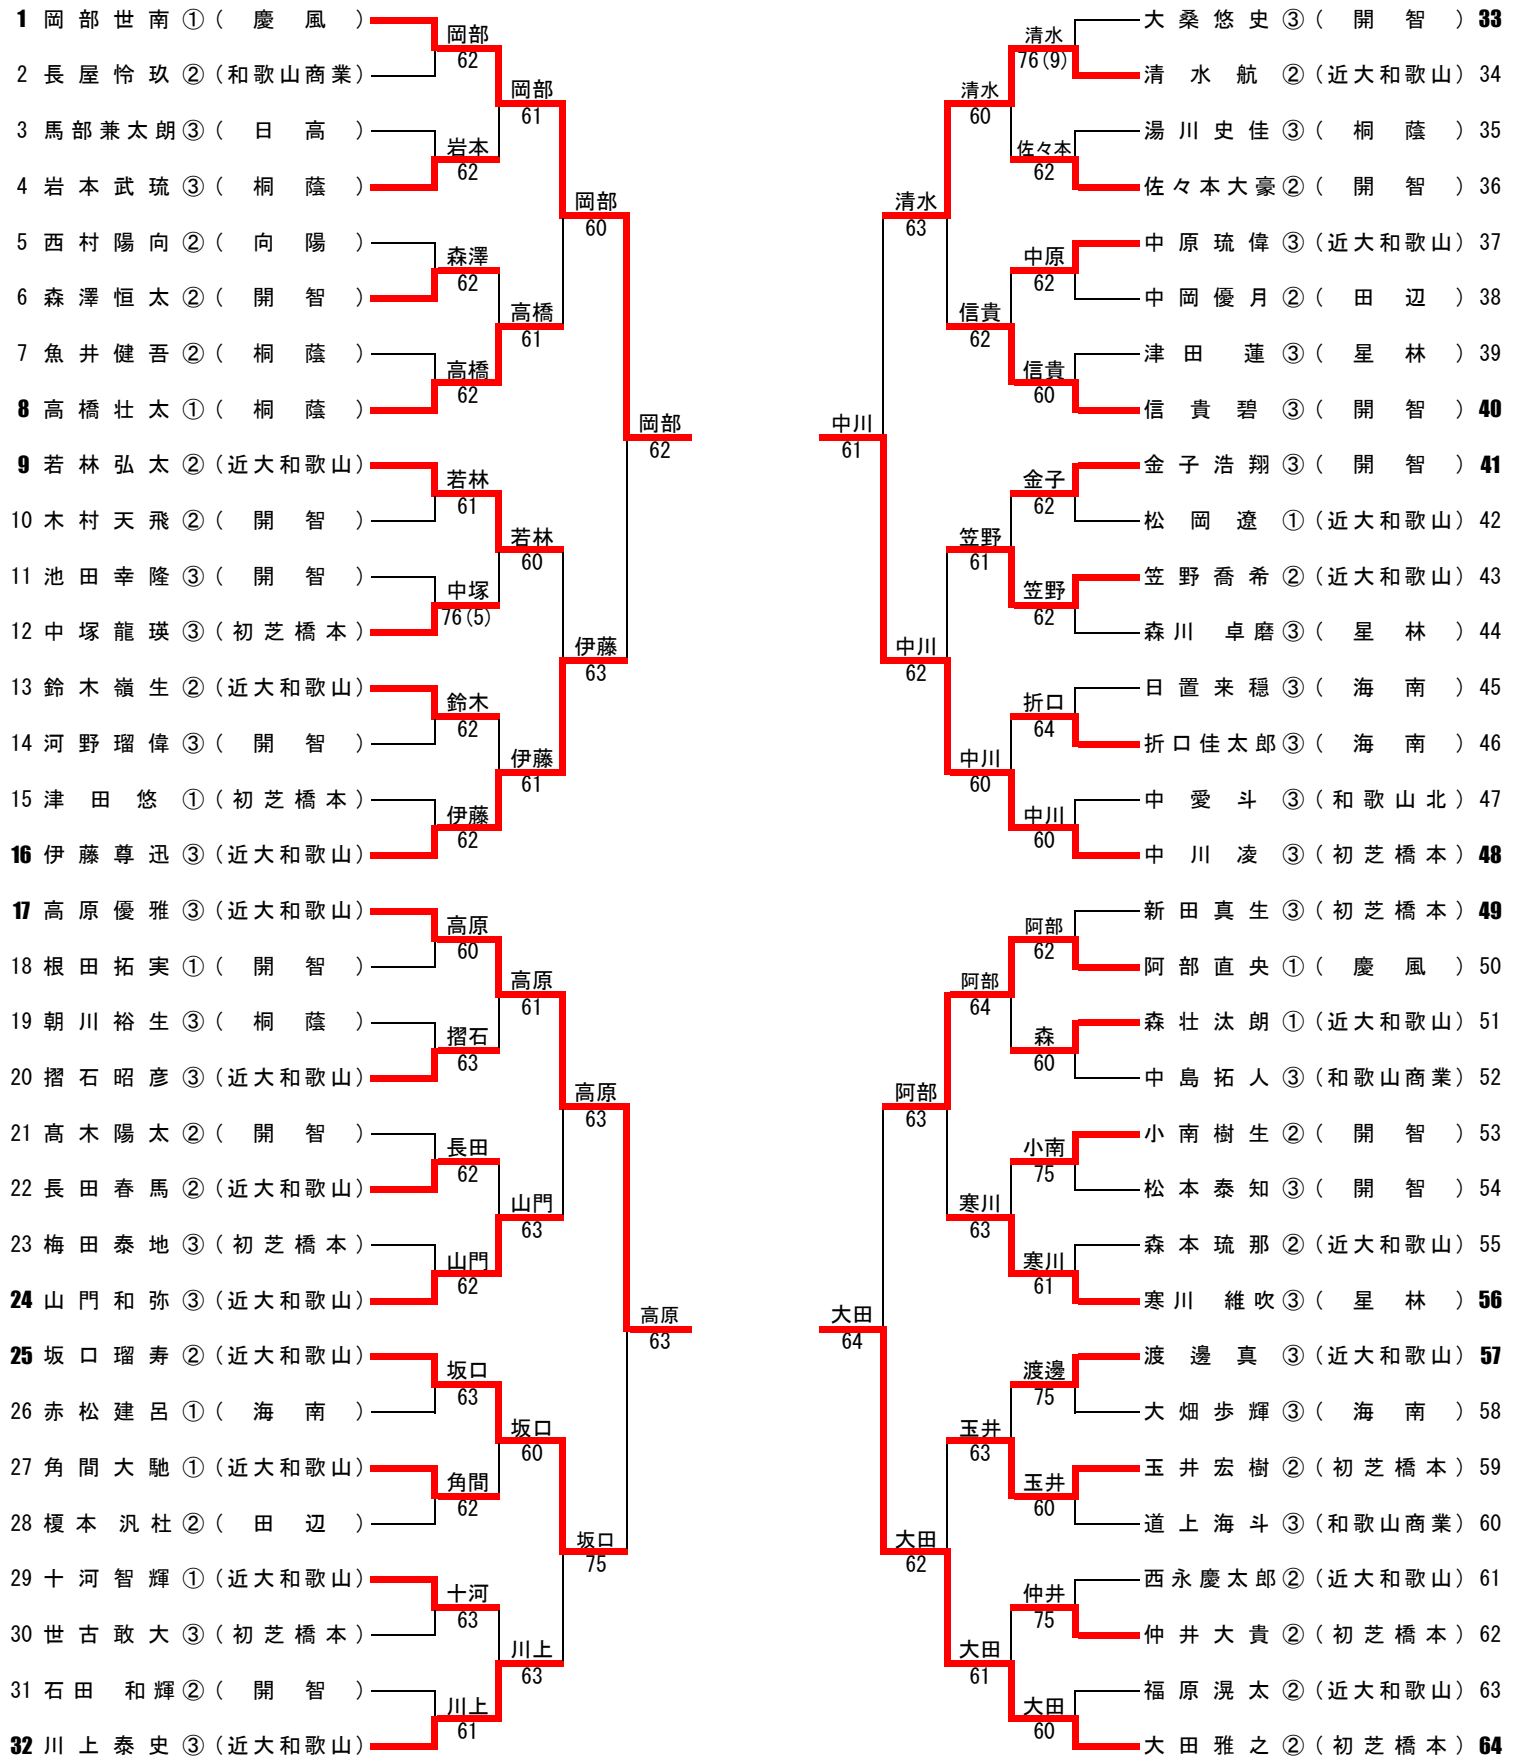 1 岡部世南①(慶風)
2 長屋怜玖②(和歌山商業)
3 馬部兼太朗③(日高)
4 岩本武琉③(桐蔭)
5 西村陽向②(向陽)
6 森澤恒太②(開智)
7 魚井健吾②(桐蔭)
8 高橋壮太①(桐蔭)
9 若林弘太②(近大和歌山)
10 木村天飛②(開智)
11 池田幸隆③(開智)
12 中塚龍瑛③(初芝橋本)
13 鈴木嶺生②(近大和歌山)
14 河野瑠偉③(開智)
15 津田悠①(初芝橋本)
16 伊藤尊迅③(近大和歌山)
17 高原優雅③(近大和歌山)
18 根田拓実①(開智)
19 朝川裕生③(桐蔭)
20 摺石昭彦③(近大和歌山)
21 髙木陽太②(開智)
22 長田春馬②(近大和歌山)
23 梅田泰地③(初芝橋本)
24 山門和弥③(近大和歌山)
25 坂口瑠寿②(近大和歌山)
26 赤松建呂①(海南)
27 角間大馳①(近大和歌山)
28 榎本汎杜②(田辺)
29 十河智輝①(近大和歌山)
30 世古敢大③(初芝橋本)
31 石田和輝②(開智)
32 川上泰史③(近大和歌山)
岡部
62
岩本
62
森澤
62
高橋
62
若林
61
中塚
76(5)
鈴木
62
伊藤
62
高原
60
摺石
63
長田
62
山門
62
坂口
63
角間
62
十河
63
川上
61
岡部
61
高橋
61
若林
60
伊藤
61
高原
61
山門
63
坂口
60
川上
63
岡部
60
伊藤
63
高原
63
坂口
75
岡部
62
高原
63
中川
61
大田
64
清水
63
中川
62
阿部
63
大田
62
清水
60
信貴
62
笠野
61
中川
60
阿部
64
寒川
63
玉井
63
大田
61
清水
76(9)
佐々本
62
中原
62
信貴
60
金子
62
笠野
62
折口
64
中川
60
阿部
62
森
60
小南
75
寒川
61
渡邊
75
玉井
60
仲井
75
大田
60
大桑悠史③(開智)33
清水航②(近大和歌山)34
湯川史佳③(桐蔭)35
佐々本大豪②(開智)36
中原琉偉③(近大和歌山)37
中岡優月②(田辺)38
津田蓮③(星林)39
信貴碧③(開智)40
金子浩翔③(開智)41
松岡遼①(近大和歌山)42
笠野喬希②(近大和歌山)43
森川卓磨③(星林)44
日置来穏③(海南)45
折口佳太郎③(海南)46
中愛斗③(和歌山北)47
中川凌③(初芝橋本)48
新田真生③(初芝橋本)49
阿部直央①(慶風)50
森壮汰朗①(近大和歌山)51
中島拓人③(和歌山商業)52
小南樹生②(開智)53
松本泰知③(開智)54
森本琉那②(近大和歌山)55
寒川維吹③(星林)56
渡邊真③(近大和歌山)57
大畑歩輝③(海南)58
玉井宏樹②(初芝橋本)59
道上海斗③(和歌山商業)60
西永慶太郎②(近大和歌山)61
仲井大貴②(初芝橋本)62
福原滉太②(近大和歌山)63
大田雅之②(初芝橋本)64